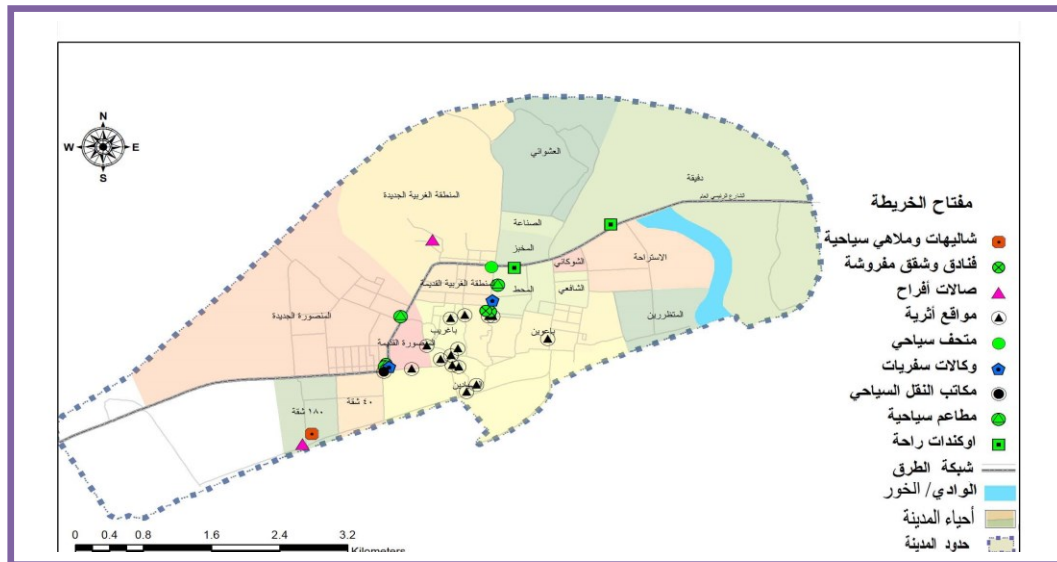 N
W E
S
العشواني
دفيقة
المنطقة الغربية الجديدة
الشارع الرئيسي العام
الصناعة
المخبز
الشوكاني
الاستراحة
المنطقة الغربية القديمة
المحط
الشافعي
المنصورة الجديدة
باغريب
المتطررين
باعوين
المنصورة القديمة
٤٠ شقة
١٨٠ شقة
مفتاح الخريطة
شاليهات وملاهي سياحية
فنادق وشقق مفروشة
صالات أفراح
مواقع أثرية
متحف سياحي
وكالات سفريات
مكاتب النقل السياحي
مطاعم سياحية
اوكندات راحة
شبكة الطرق
الوادي/ الخور
أحياء المدينة
حدود المدينة
0 0.4 0.8 1.6 2.4 3.2
Kilometers